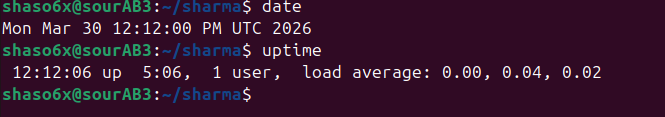 shaso6x@sourAB3:~/sharma$ date
Mon Mar 30 12:12:00 PM UTC 2026
shaso6x@sourAB3:~/sharma$ uptime
 12:12:06 up  5:06,  1 user,  load average: 0.00, 0.04, 0.02
shaso6x@sourAB3:~/sharma$